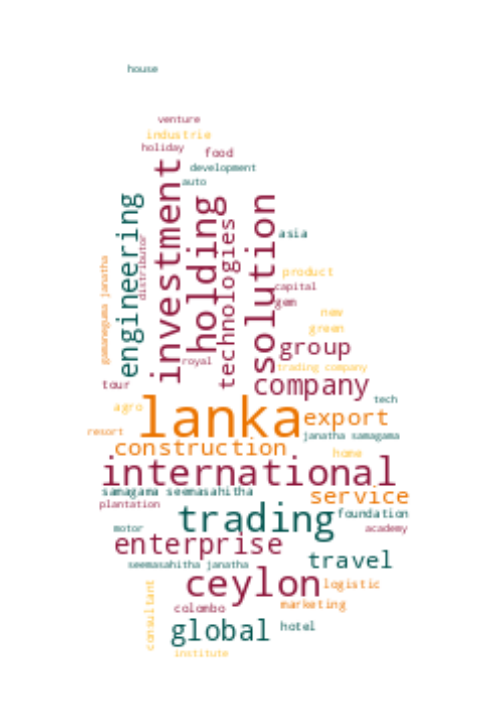 house
venture
industrie
holiday
food
development
auto
engineering
distributor
investment
holding
technologies
solution
asia
gamaneguma janatha
product
capital
gem
new
green
group
royal
trading company
tour
company
tech
agro
lanka
export
resort
janatha samagama
construction
home
international
samagama seemasahitha
service
plantation
trading
foundation
motor
academy
enterprise
travel
seemasahitha janatha
ceylon
logistic
consultant
colombo
marketing
global
hotel
institute